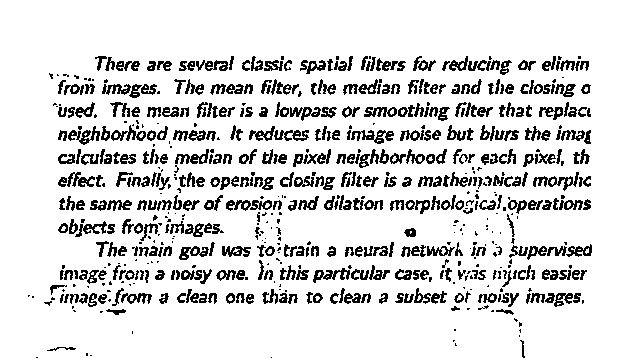 There are several classic spatial filters for reducing or elimin
from images. The mean filter, the median filter and the closing o
used. The mean filter is a lowpass or smoothing filter that replac
neighborhood mean. It reduces the image noise but blurs the imag
calculates the median of the pixel neighborhood for each pixel, th
effect. Finally, the opening closing filter is a mathematical morpho
the same number of erosion and dilation morphological operations
objects from images.
The main goal was to train a neural network in a supervised
image from a noisy one. In this particular case, it was much easier
image from a clean one than to clean a subset of noisy images.